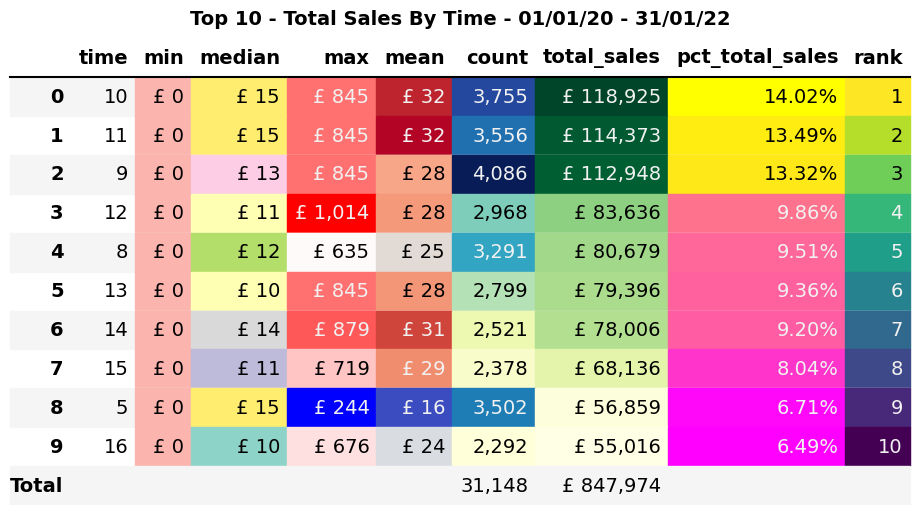 Top 10 - Total Sales By Time - 01/01/20 - 31/01/22
time min median max mean count total_sales pct_total_sales rank
0 10 £ 0 £ 15 £ 845 £ 32 3,755 £ 118,925 14.02% 1
1 11 £ 0 £ 15 £ 845 £ 32 3,556 £ 114,373 13.49% 2
2 9 £ 0 £ 13 £ 845 £ 28 4,086 £ 112,948 13.32% 3
3 12 £ 0 £ 11 £ 1,014 £ 28 2,968 £ 83,636 9.86% 4
4 8 £ 0 £ 12 £ 635 £ 25 3,291 £ 80,679 9.51% 5
5 13 £ 0 £ 10 £ 845 £ 28 2,799 £ 79,396 9.36% 6
6 14 £ 0 £ 14 £ 879 £ 31 2,521 £ 78,006 9.20% 7
7 15 £ 0 £ 11 £ 719 £ 29 2,378 £ 68,136 8.04% 8
8 5 £ 0 £ 15 £ 244 £ 16 3,502 £ 56,859 6.71% 9
9 16 £ 0 £ 10 £ 676 £ 24 2,292 £ 55,016 6.49% 10
Total 31,148 £ 847,974